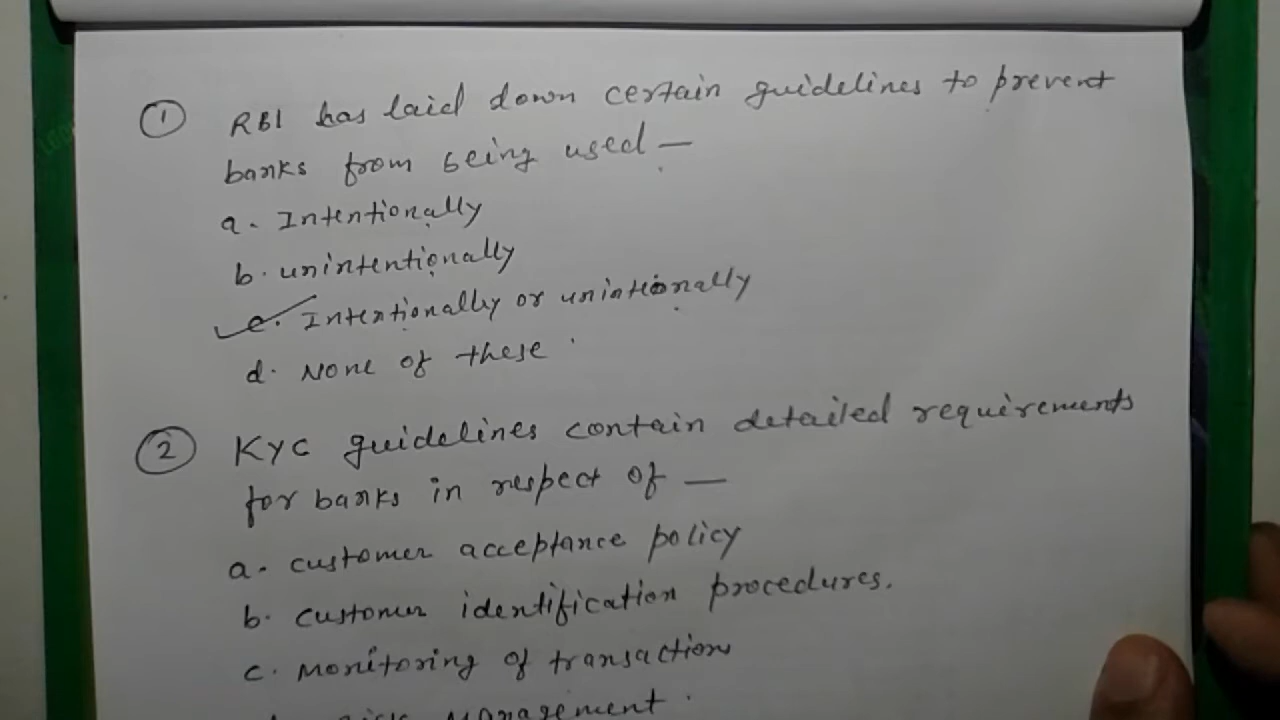 ① RBI has laid down certain guidelines to prevent
banks from being used —
a. Intentionally
b. unintentionally
c. Intentionally or uninteionally
d. None of these.
② KYC guidelines contain detailed requirements
for banks in respect of —
a. customer acceptance policy
b. customer identification procedures.
c. Monitoring of transaction
management.